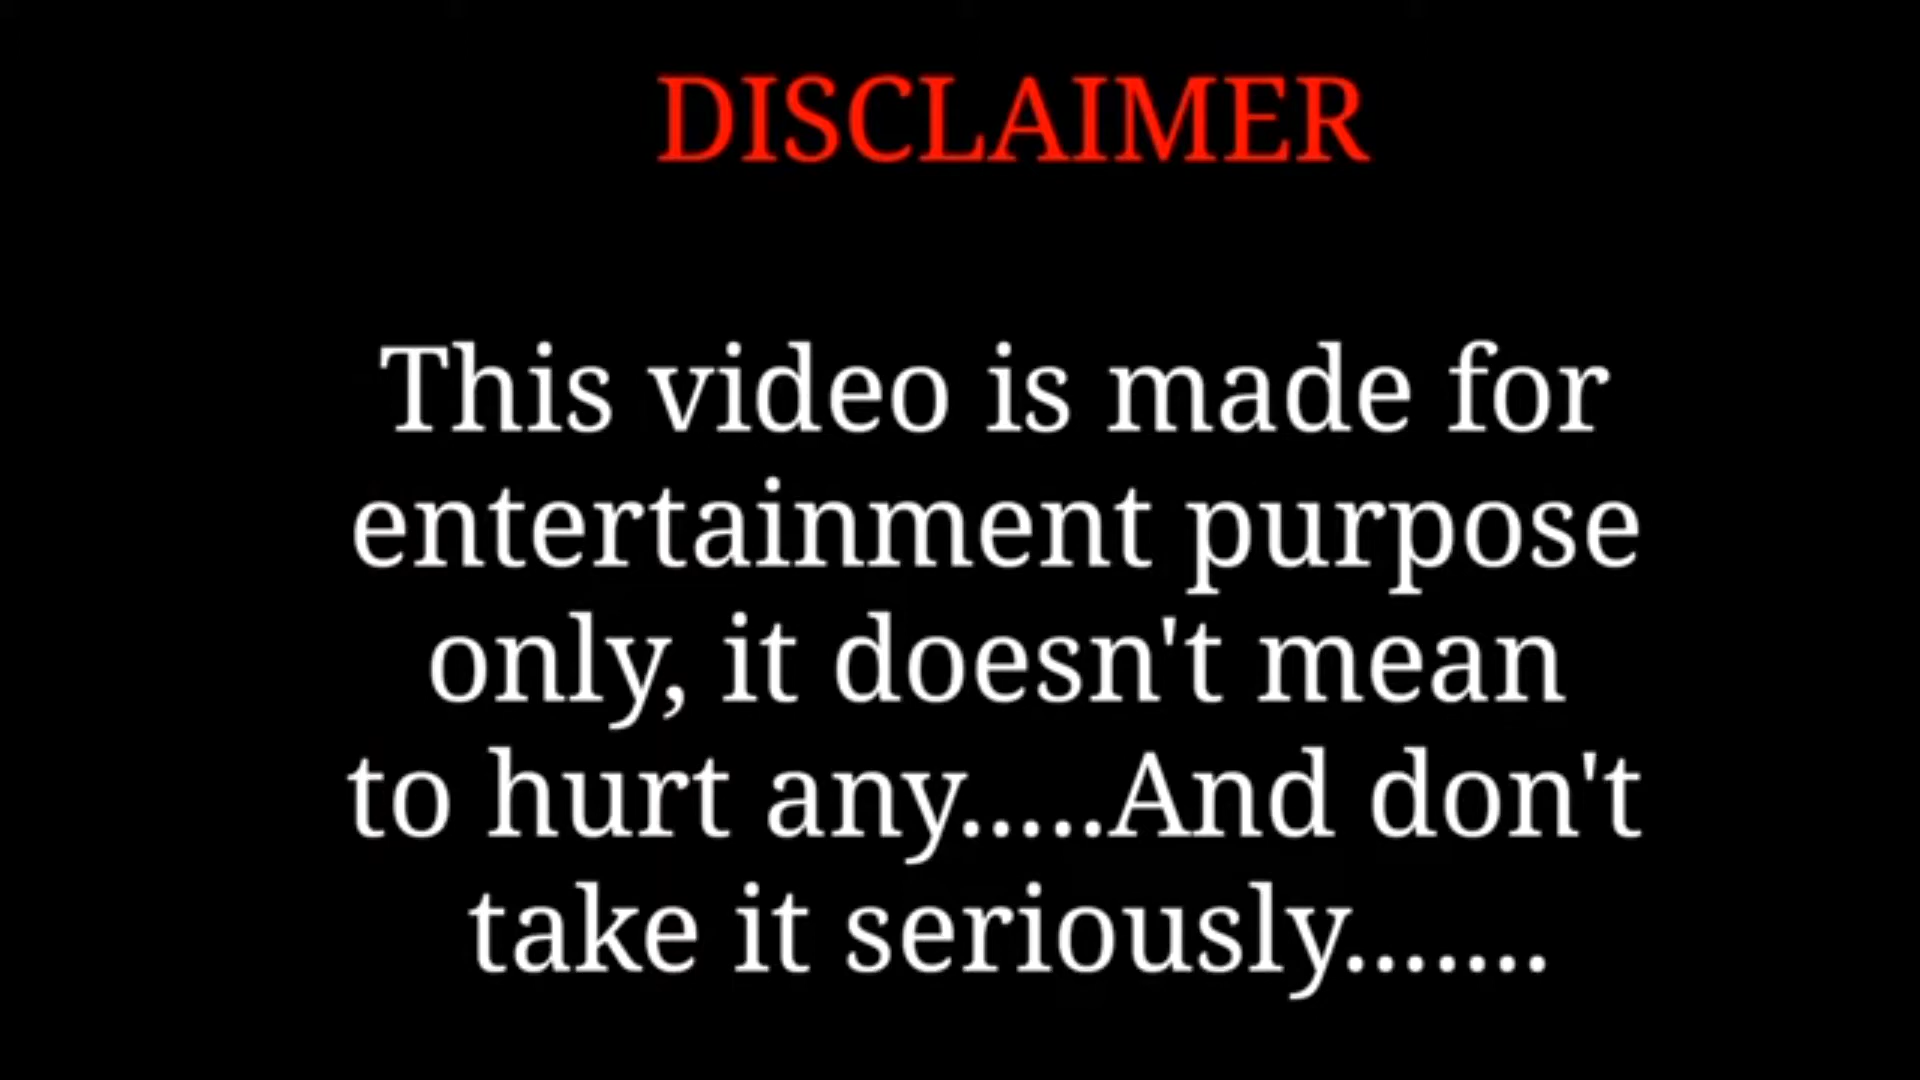 DISCLAIMER
This video is made for
entertainment purpose
only, it doesn't mean
to hurt any.....And don't
take it seriously.......